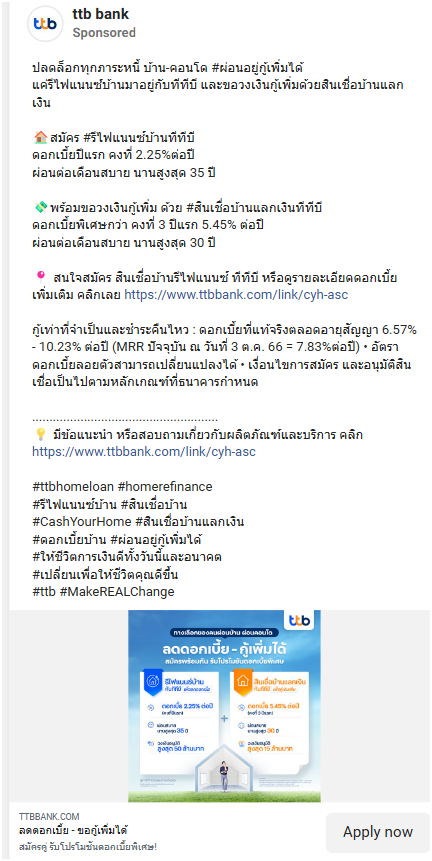 ttb
ttb bank
Sponsored
ปลดล็อกทุกภาระหนี้ บ้าน-คอนโด #ผ่อนอยู่กู้เพิ่มได้
แค่รีไฟแนนซ์บ้านมาอยู่กับทีทีบี และขอวงเงินกู้เพิ่มด้วยสินเชื่อบ้านแลก
เงิน
🏠 สมัคร #รีไฟแนนซ์บ้านทีทีบี
ดอกเบี้ยปีแรก คงที่ 2.25%ต่อปี
ผ่อนต่อเดือนสบาย นานสูงสุด 35 ปี
💸 พร้อมขอวงเงินกู้เพิ่ม ด้วย #สินเชื่อบ้านแลกเงินทีทีบี
ดอกเบี้ยพิเศษกว่า คงที่ 3 ปีแรก 5.45% ต่อปี
ผ่อนต่อเดือนสบาย นานสูงสุด 30 ปี
📍 สนใจสมัคร สินเชื่อบ้านรีไฟแนนซ์ ทีทีบี หรือดูรายละเอียดดอกเบี้ย
เพิ่มเติม คลิกเลย https://www.ttbbank.com/link/cyh-asc
กู้เท่าที่จำเป็นและชำระคืนไหว : ดอกเบี้ยที่แท้จริงตลอดอายุสัญญา 6.57%
- 10.23% ต่อปี (MRR ปัจจุบัน ณ วันที่ 3 ต.ค. 66 = 7.83%ต่อปี) • อัตรา
ดอกเบี้ยลอยตัวสามารถเปลี่ยนแปลงได้ • เงื่อนไขการสมัคร และอนุมัติสิน
เชื่อเป็นไปตามหลักเกณฑ์ที่ธนาคารกำหนด
......................................................
💡 มีข้อแนะนำ หรือสอบถามเกี่ยวกับผลิตภัณฑ์และบริการ คลิก
https://www.ttbbank.com/link/cyh-asc
#ttbhomeloan #homerefinance
#รีไฟแนนซ์บ้าน #สินเชื่อบ้าน
#CashYourHome #สินเชื่อบ้านแลกเงิน
#ดอกเบี้ยบ้าน #ผ่อนอยู่กู้เพิ่มได้
#ให้ชีวิตการเงินดีทั้งวันนี้และอนาคต
#เปลี่ยนเพื่อให้ชีวิตคุณดีขึ้น
#ttb #MakeREALChange
ttb
ทางเลือกของคนผ่อนบ้าน ผ่อนคอนโด
ลดดอกเบี้ย - กู้เพิ่มได้
สมัครพร้อมกัน รับโปรโมชันดอกเบี้ยพิเศษ
รีไฟแนนซ์บ้าน
สินเชื่อบ้านแลกเงิน
ดอกเบี้ย 2.25% ต่อปี
ดอกเบี้ย 5.45% ต่อปี
+
ผ่อนสบาย
นานสูงสุด 35 ปี
ผ่อนสบาย
นานสูงสุด 30 ปี
วงเงินอนุมัติ
สูงสุด 50 ล้านบาท
วงเงินอนุมัติ
สูงสุด 15 ล้านบาท
TTBBANK.COM
ลดดอกเบี้ย - ขอกู้เพิ่มได้
สมัครคู่ รับโปรโมชันดอกเบี้ยพิเศษ!
Apply now